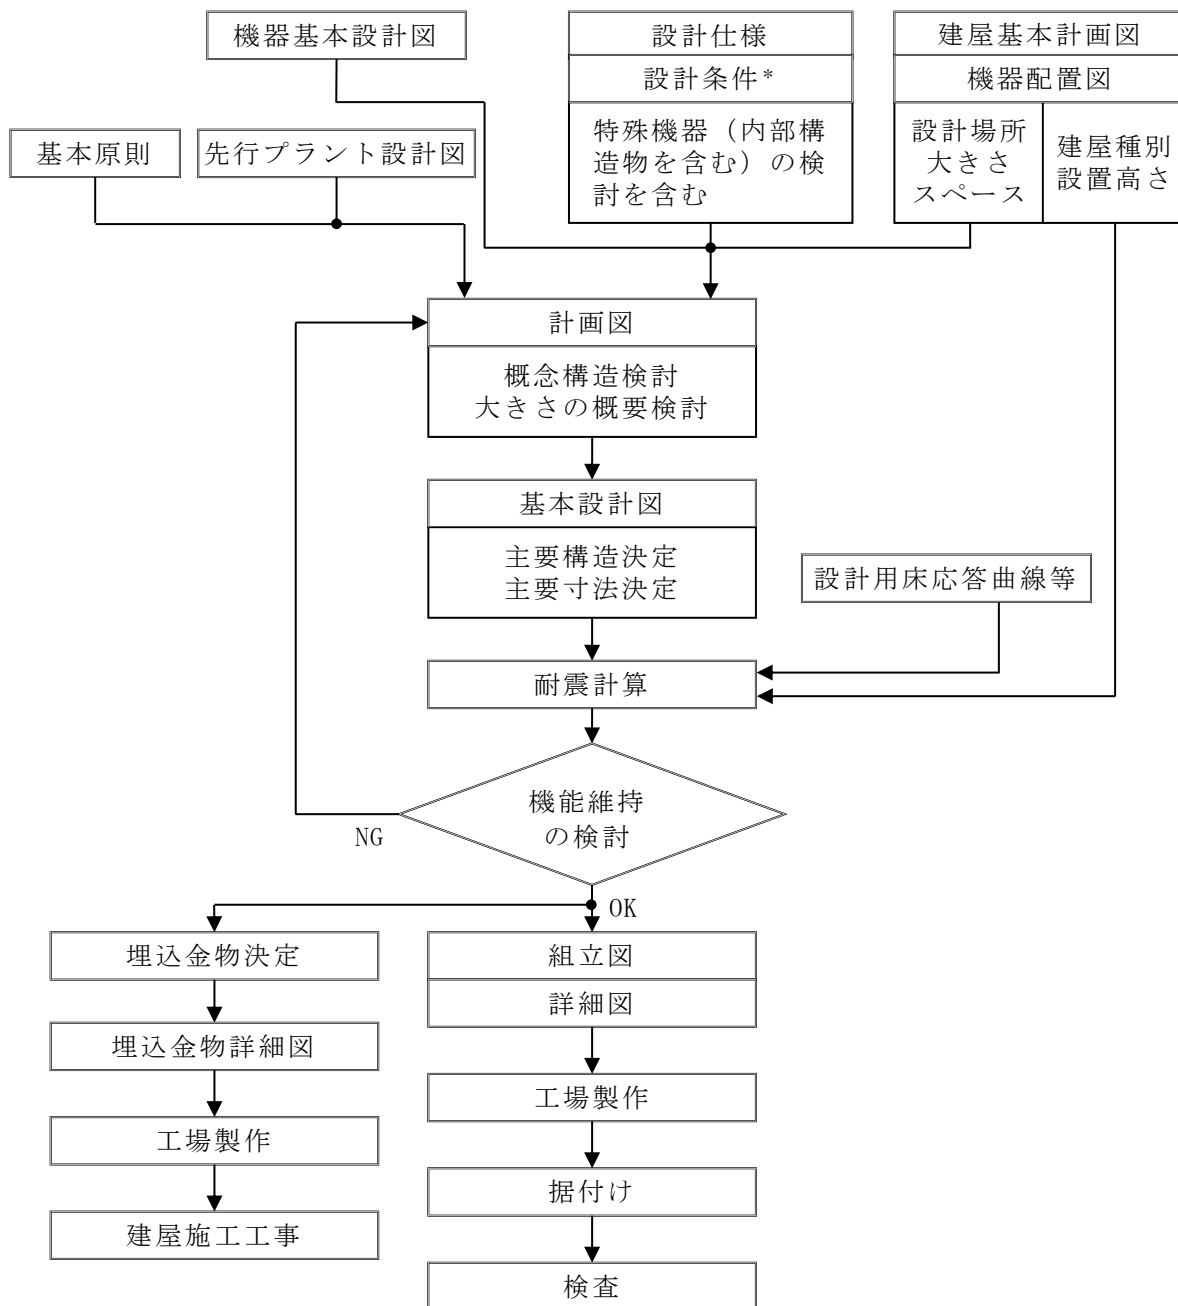 機器基本設計図
設計仕様
設計条件*
特殊機器（内部構
造物を含む）の検
討を含む
建屋基本計画図
機器配置図
設計場所
大きさ
スペース
建屋種別
設置高さ
基本原則
先行プラント設計図
計画図
概念構造検討
大きさの概要検討
基本設計図
主要構造決定
主要寸法決定
設計用床応答曲線等
耐震計算
機能維持
の検討
NG
OK
埋込金物決定
埋込金物詳細図
工場製作
建屋施工工事
組立図
詳細図
工場製作
据付け
検査